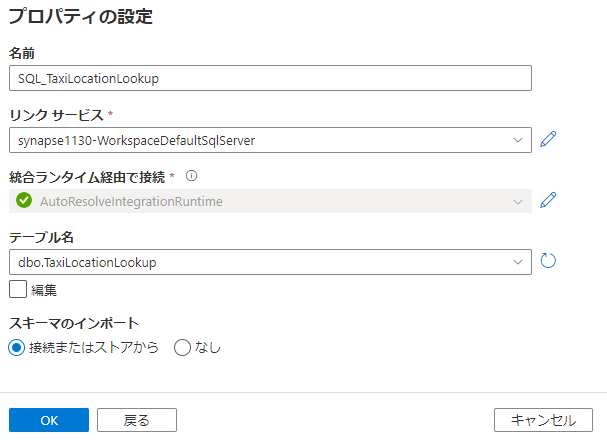 プロパティの設定
名前
SQL_TaxiLocationLookup
リンク サービス *
synapse1130-WorkspaceDefaultSqlServer
統合ランタイム経由で接続 *
AutoResolveIntegrationRuntime
テーブル名
dbo.TaxiLocationLookup
編集
スキーマのインポート
接続またはストアから なし
OK 戻る キャンセル